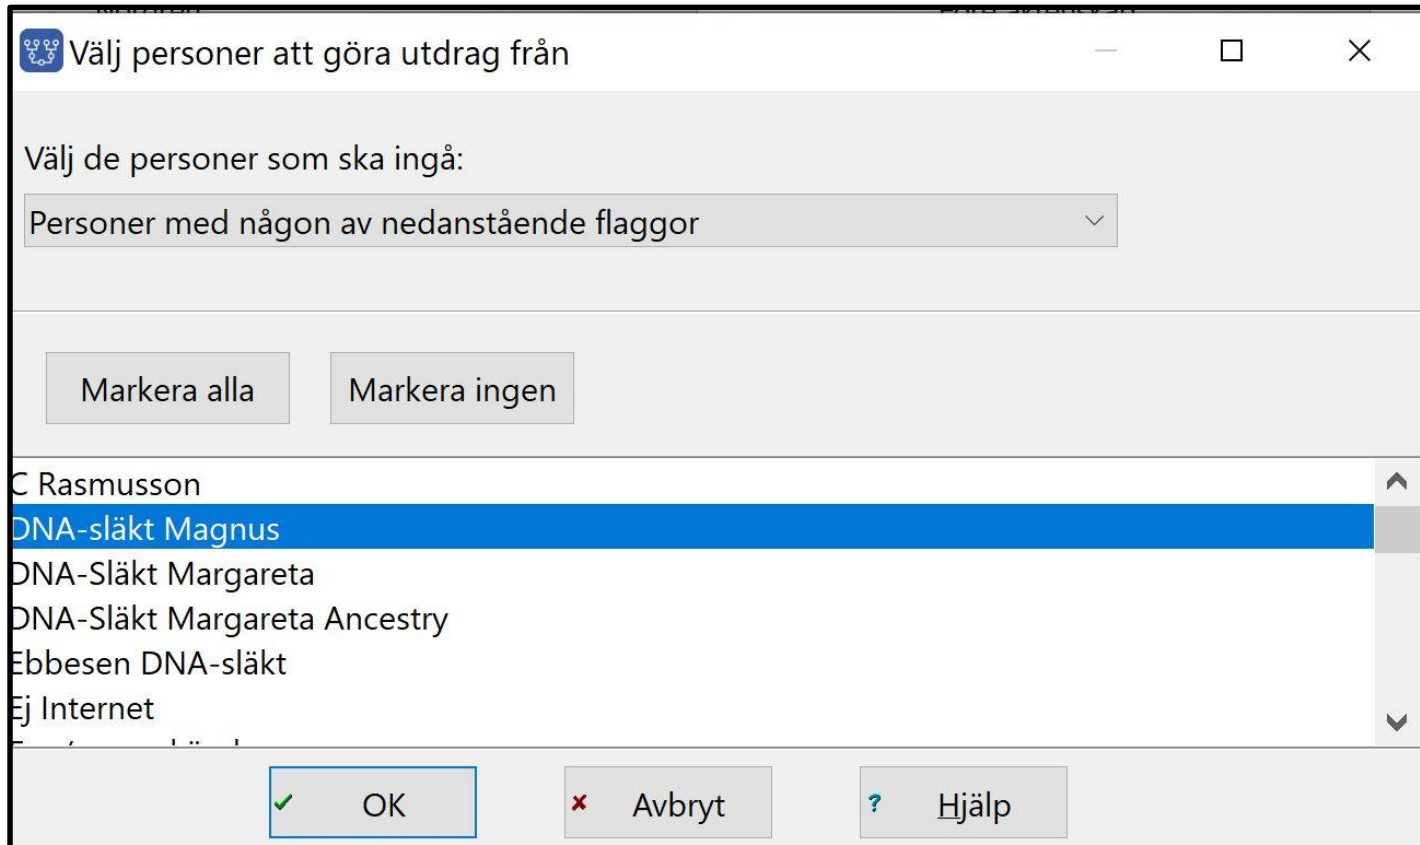 Välj personer att göra utdrag från
Välj de personer som ska ingå:
Personer med någon av nedanstående flaggor
Markera alla Markera ingen
C Rasmusson
DNA-släkt Magnus
DNA-Släkt Margareta
DNA-Släkt Margareta Ancestry
Ebbesen DNA-släkt
Ej Internet
OK Avbryt Hjälp